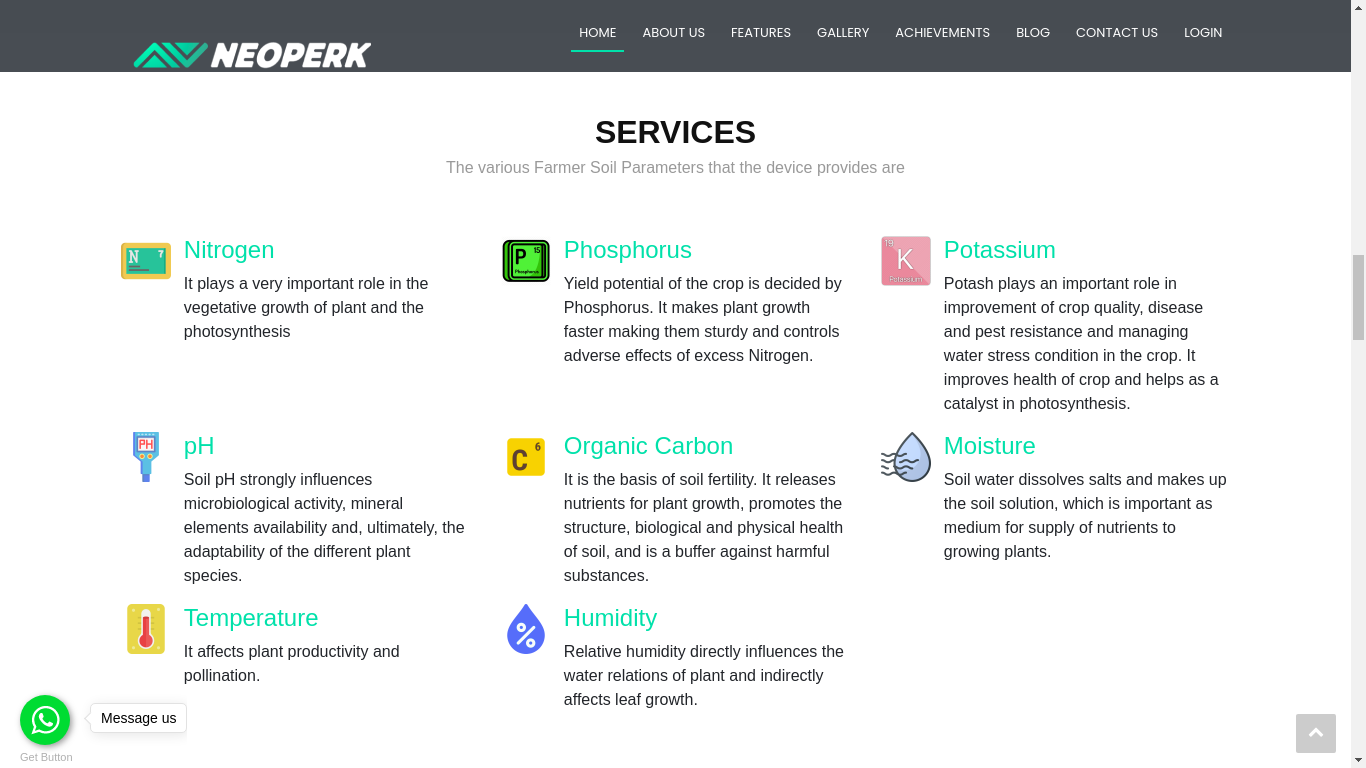 NEOPERK
HOME
ABOUT US
FEATURES
GALLERY
ACHIEVEMENTS
BLOG
CONTACT US
LOGIN
SERVICES
The various Farmer Soil Parameters that the device provides are
N 7
Nitrogen
It plays a very important role in the
vegetative growth of plant and the
photosynthesis
P 15
Phosphorus
Phosphorus
Yield potential of the crop is decided by
Phosphorus. It makes plant growth
faster making them sturdy and controls
adverse effects of excess Nitrogen.
19
K
Potassium
Potassium
Potash plays an important role in
improvement of crop quality, disease
and pest resistance and managing
water stress condition in the crop. It
improves health of crop and helps as a
catalyst in photosynthesis.
PH
pH
Soil pH strongly influences
microbiological activity, mineral
elements availability and, ultimately, the
adaptability of the different plant
species.
C 6
Organic Carbon
It is the basis of soil fertility. It releases
nutrients for plant growth, promotes the
structure, biological and physical health
of soil, and is a buffer against harmful
substances.
Moisture
Soil water dissolves salts and makes up
the soil solution, which is important as
medium for supply of nutrients to
growing plants.
Temperature
It affects plant productivity and
pollination.
%
Humidity
Relative humidity directly influences the
water relations of plant and indirectly
affects leaf growth.
Message us
Get Button